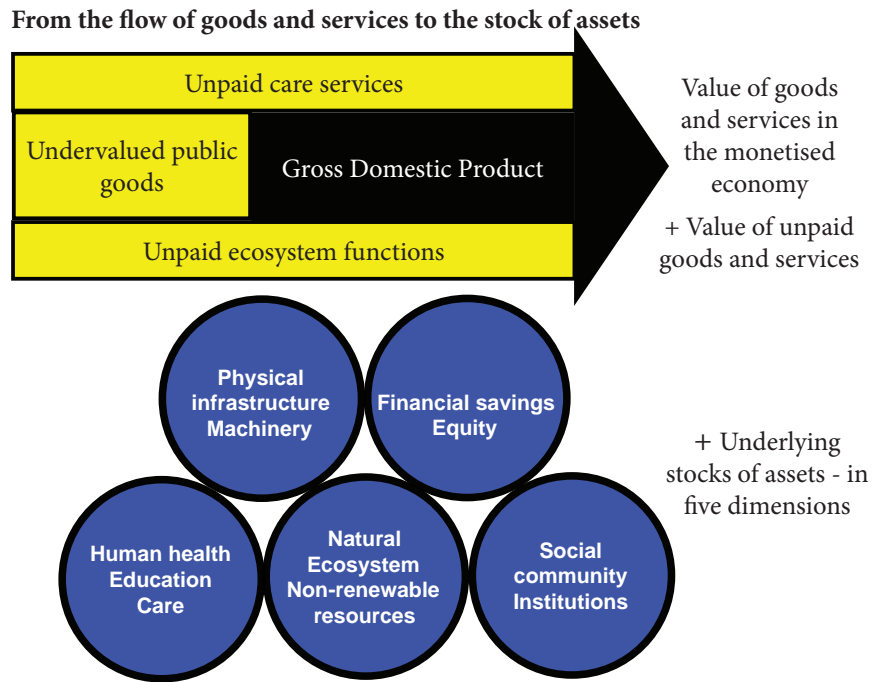 From the flow of goods and services to the stock of assets
Unpaid care services
Undervalued public
goods
Gross Domestic Product
Unpaid ecosystem functions
Value of goods
and services in
the monetised
economy
+ Value of unpaid
goods and services
Physical
infrastructure
Machinery
Financial savings
Equity
Human health
Education
Care
Natural
Ecosystem
Non-renewable
resources
Social
community
Institutions
+ Underlying
stocks of assets - in
five dimensions